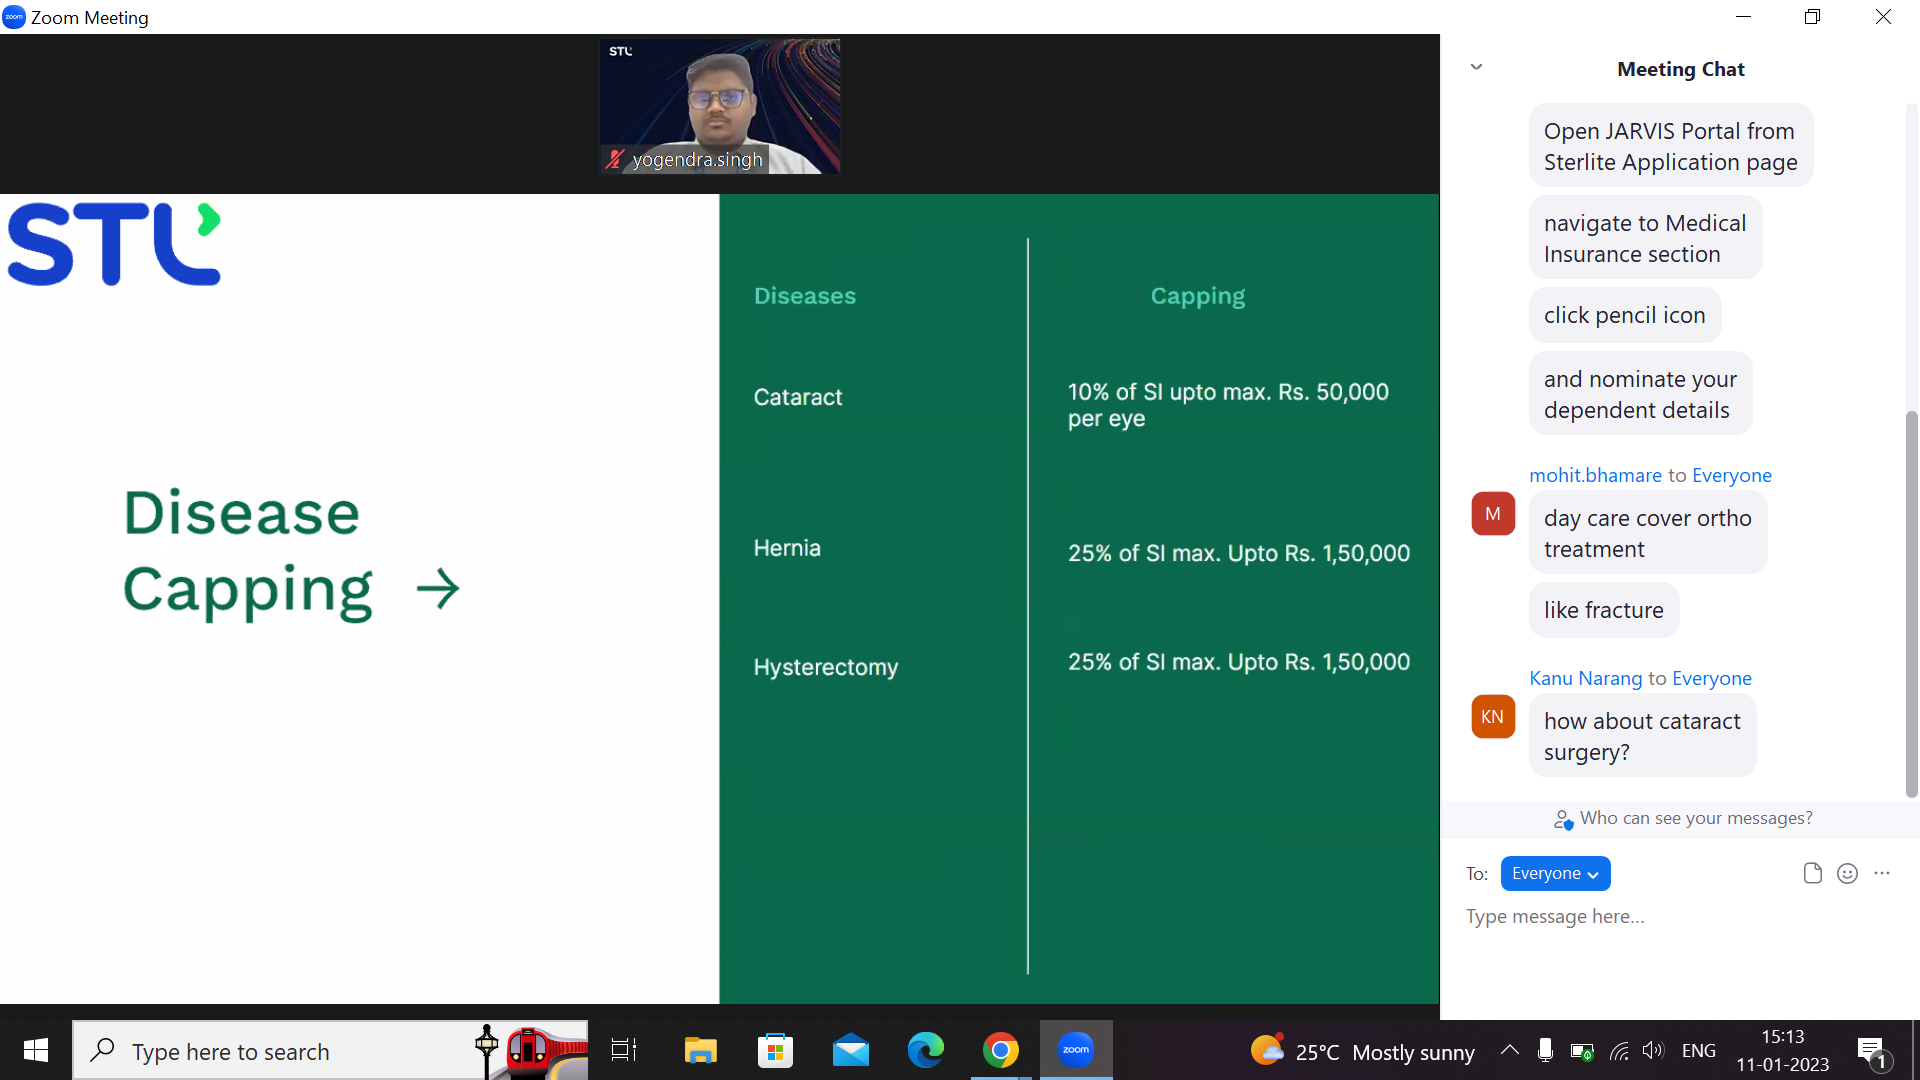 zoom
Zoom Meeting
STL
yogendra.singh
STL
Disease
Capping →
Diseases
Capping
Cataract
10% of SI upto max. Rs. 50,000
per eye
Hernia
25% of SI max. Upto Rs. 1,50,000
Hysterectomy
25% of SI max. Upto Rs. 1,50,000
Meeting Chat
Open JARVIS Portal from
Sterlite Application page
navigate to Medical
Insurance section
click pencil icon
and nominate your
dependent details
mohit.bhamare to Everyone
M
day care cover ortho
treatment
like fracture
Kanu Narang to Everyone
KN
how about cataract
surgery?
Who can see your messages?
To: Everyone
Type message here...
Type here to search
zoom
25°C Mostly sunny
ENG
15:13
11-01-2023
1